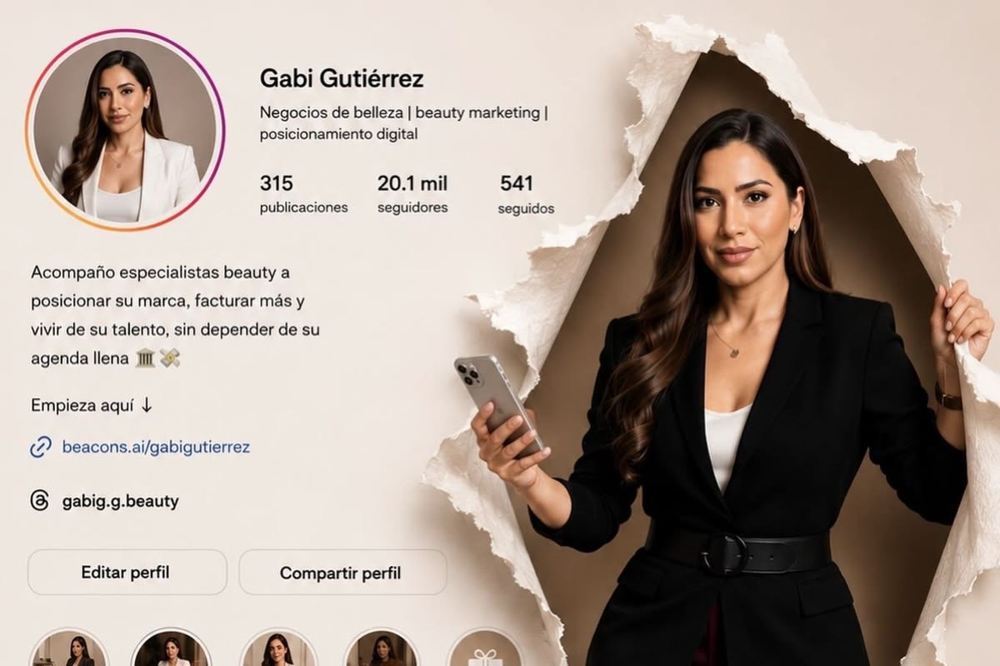 Gabi Gutiérrez
Negocios de belleza | beauty marketing |
posicionamiento digital
315
publicaciones
20.1 mil
seguidores
541
seguidos
Acompaño especialistas beauty a
posicionar su marca, facturar más y
vivir de su talento, sin depender de su
agenda llena 🏛️💸
Empieza aquí ↓
beacons.ai/gabigutierrez
gabig.g.beauty
Editar perfil
Compartir perfil